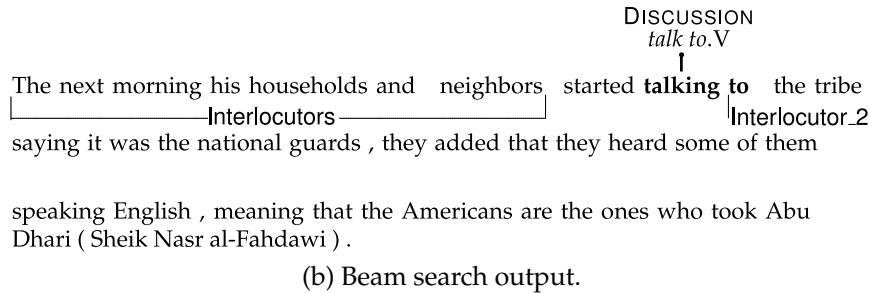 DISCUSSION
talk to.V
The next morning his households and neighbors started talking to the tribe
Interlocutors Interlocutor_2
saying it was the national guards , they added that they heard some of them
speaking English , meaning that the Americans are the ones who took Abu
Dhari ( Sheik Nasr al-Fahdawi ) .
(b) Beam search output.